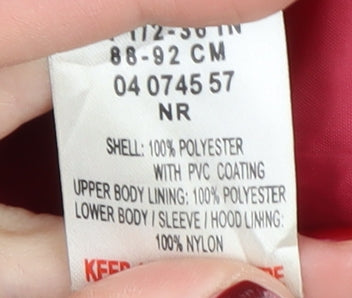 1/2-36 IN
88-92 CM
04 0745 57
NR
SHELL: 100% POLYESTER
WITH PVC COATING
UPPER BODY LINING: 100% POLYESTER
LOWER BODY / SLEEVE / HOOD LINING:
100% NYLON
KEEP